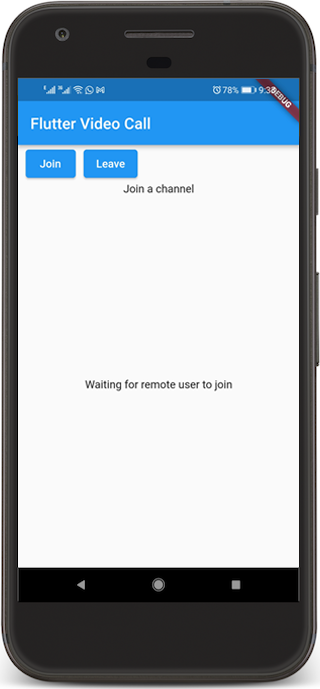 78% 9:3
DEBUG
Flutter Video Call
Join Leave
Join a channel
Waiting for remote user to join